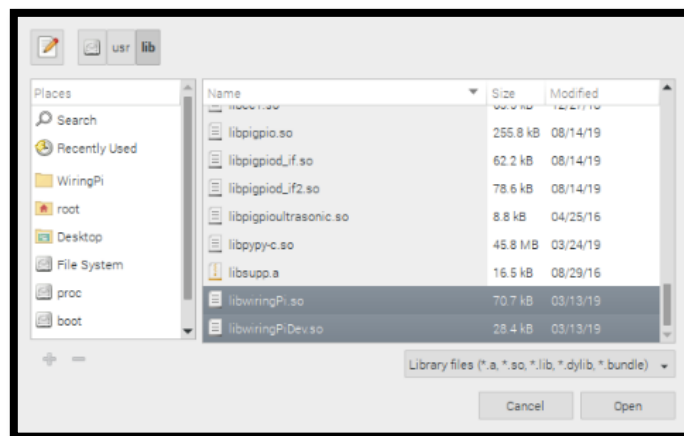 usr lib
Places
Search
Recently Used
WiringPi
root
Desktop
File System
proc
boot
Name Size Modified
libpigpio.so 255.8 kB 08/14/19
libpigpiod_if.so 62.2 kB 08/14/19
libpigpiod_if2.so 78.6 kB 08/14/19
libpigpioultrasonic.so 8.8 kB 04/25/16
libpypy-c.so 45.8 MB 03/24/19
libsupp.a 16.5 kB 08/29/16
libwiringPi.so 70.7 kB 03/13/19
libwiringPiDev.so 28.4 kB 03/13/19
Library files (*.a, *.so, *.lib, *.dylib, *.bundle)
Cancel Open